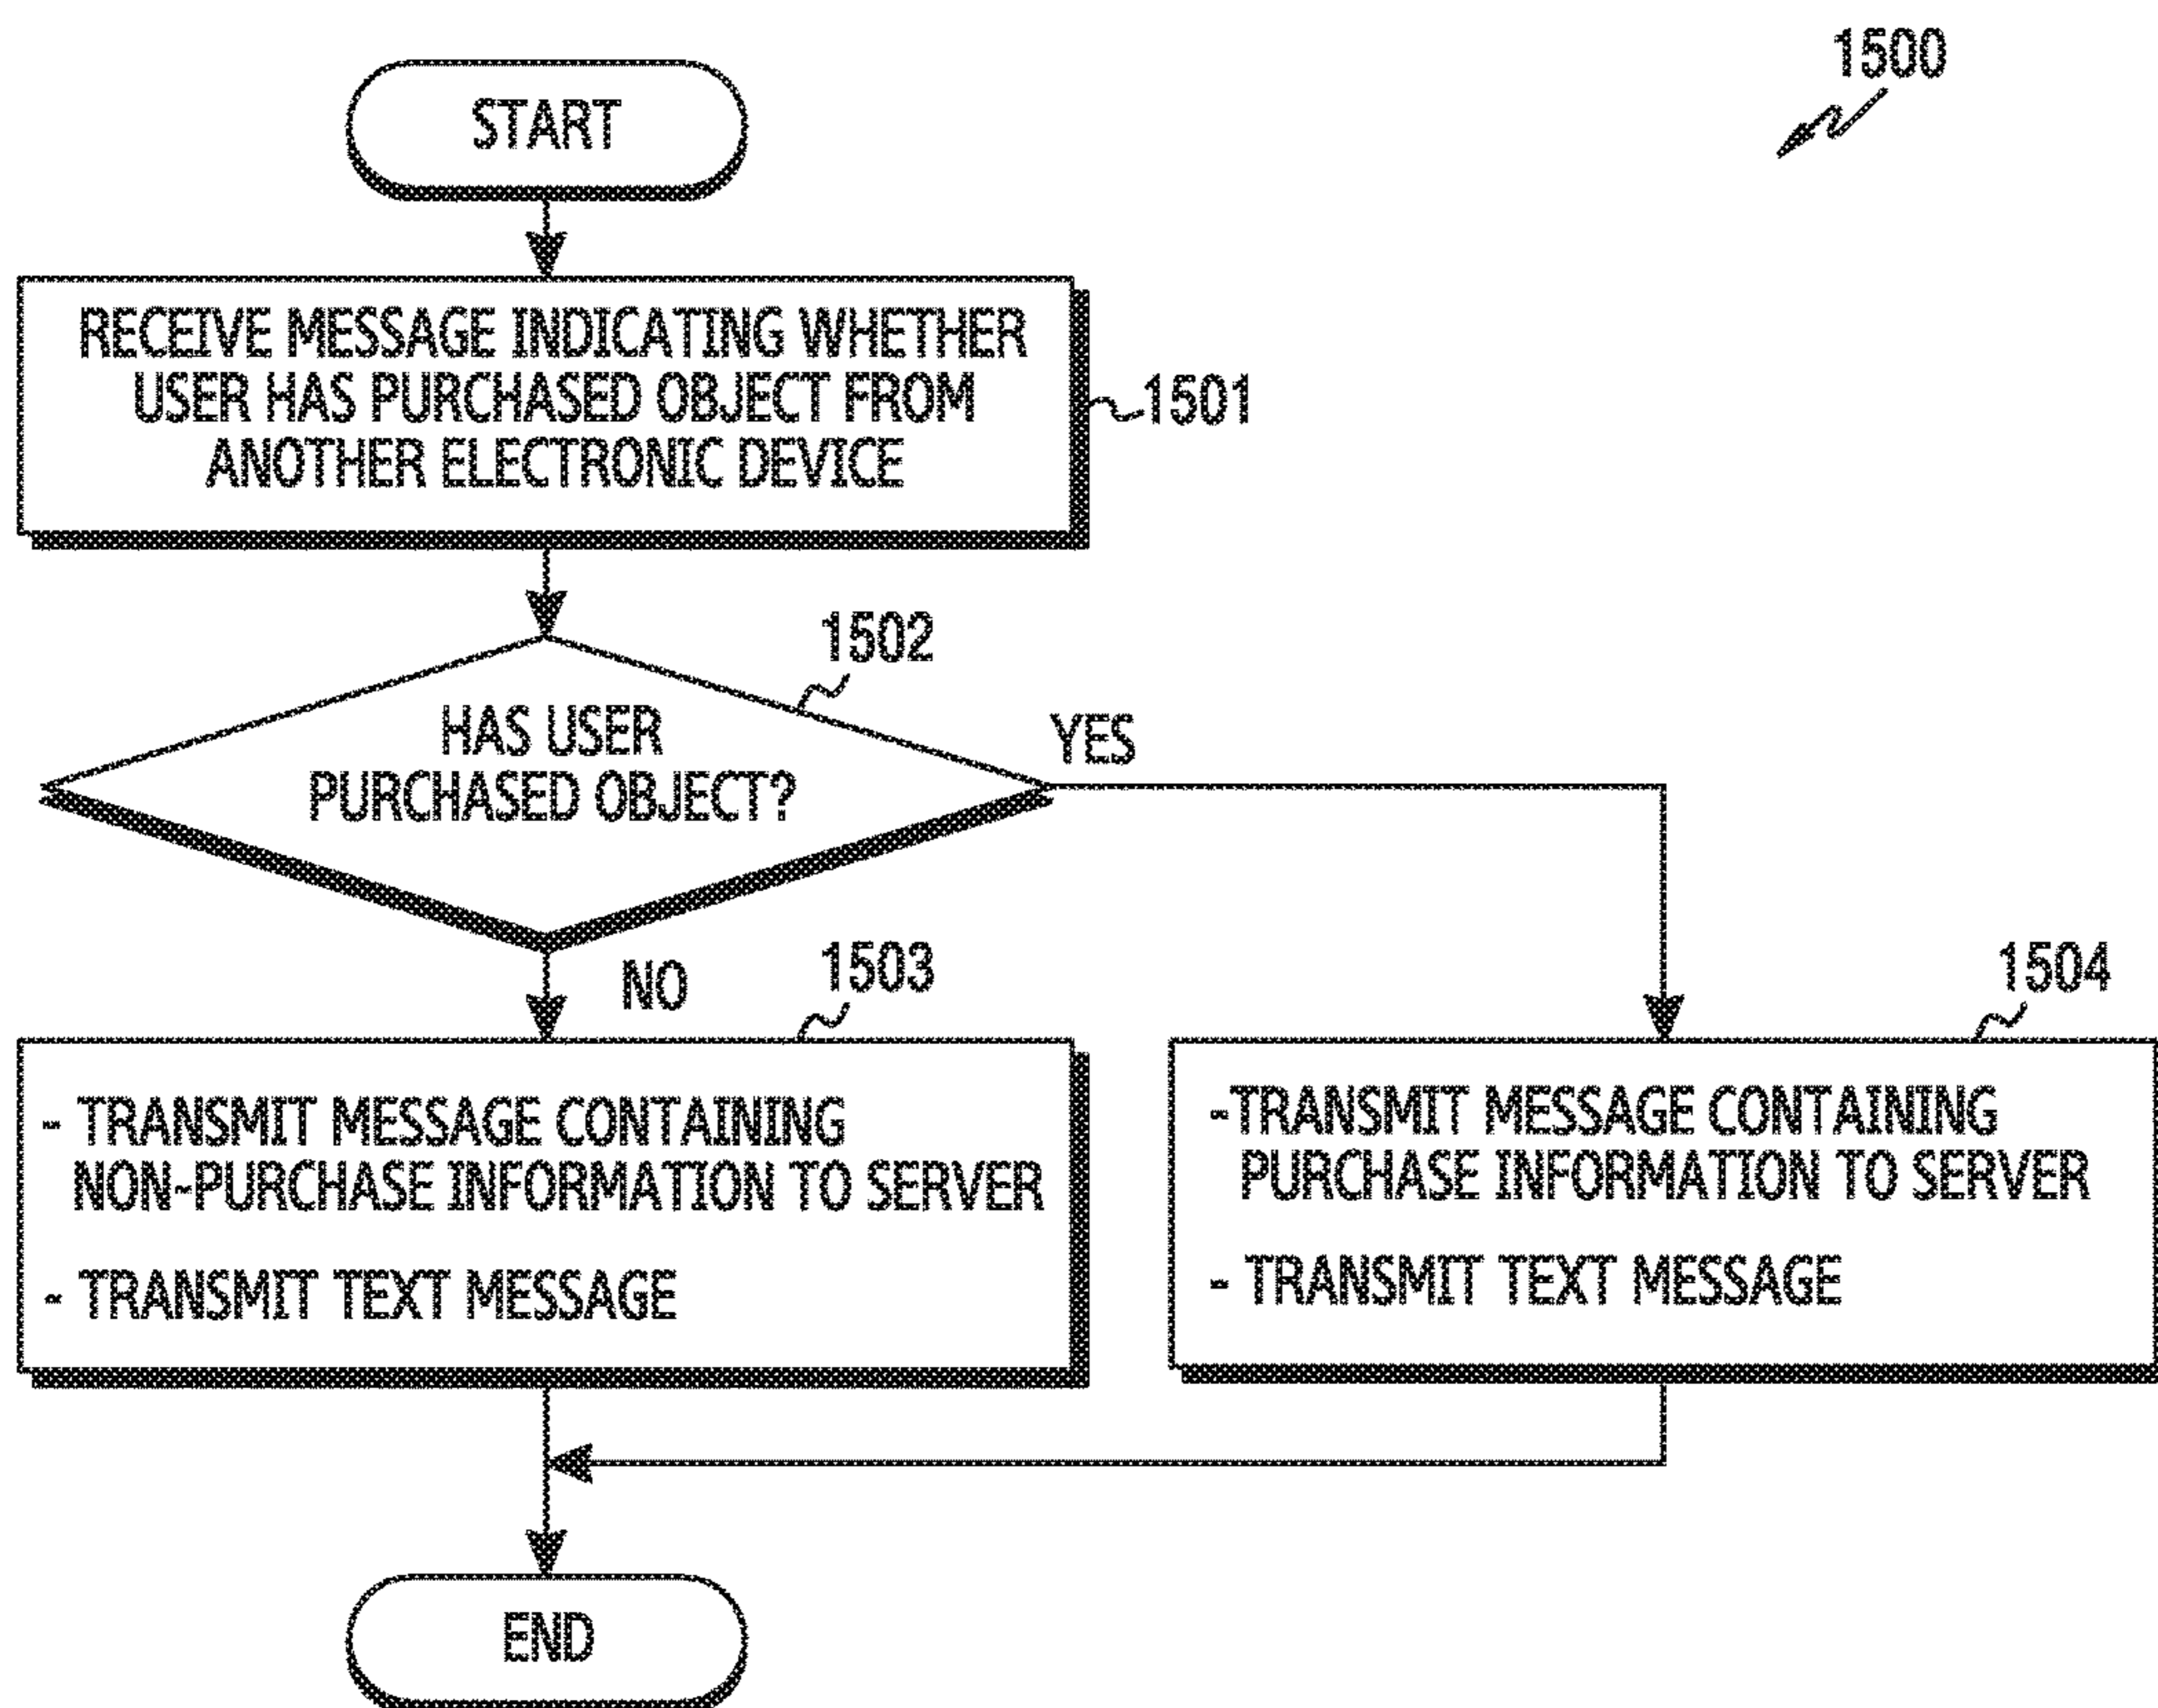 1500
START
RECEIVE MESSAGE INDICATING WHETHER
USER HAS PURCHASED OBJECT FROM
ANOTHER ELECTRONIC DEVICE
1501
1502
HAS USER
PURCHASED OBJECT?
YES
NO
1503
- TRANSMIT MESSAGE CONTAINING
NON-PURCHASE INFORMATION TO SERVER
- TRANSMIT TEXT MESSAGE
1504
- TRANSMIT MESSAGE CONTAINING
PURCHASE INFORMATION TO SERVER
- TRANSMIT TEXT MESSAGE
END